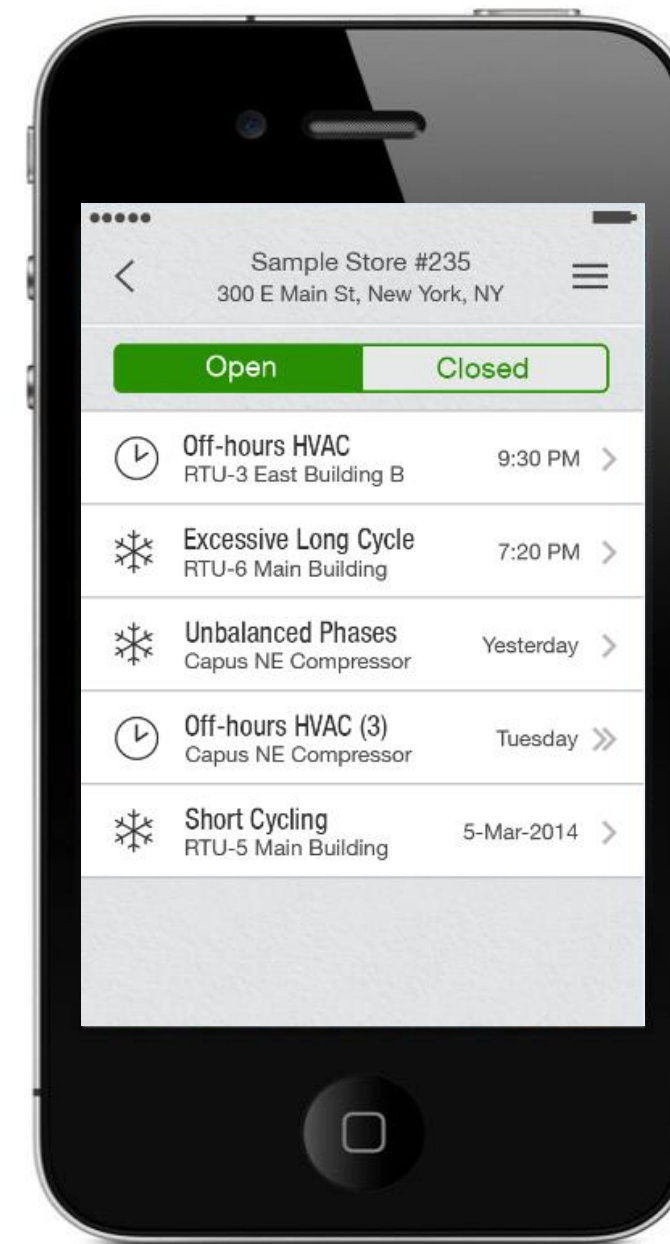 Sample Store #235
300 E Main St, New York, NY
Open
Closed
Off-hours HVAC
RTU-3 East Building B
9:30 PM
Excessive Long Cycle
RTU-6 Main Building
7:20 PM
Unbalanced Phases
Capus NE Compressor
Yesterday
Off-hours HVAC (3)
Capus NE Compressor
Tuesday
Short Cycling
RTU-5 Main Building
5-Mar-2014